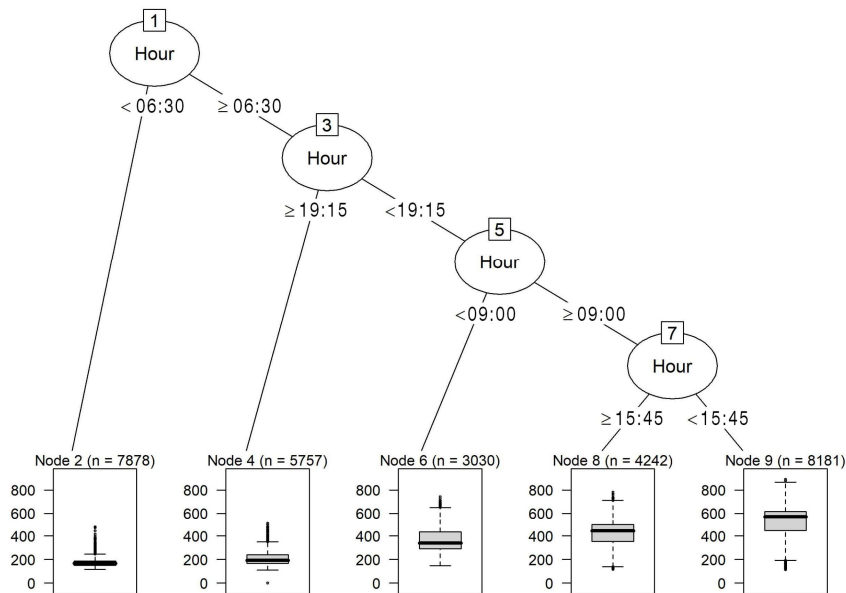 1
Hour
< 06:30 ≥ 06:30
3
Hour
≥ 19:15 <19:15
5
Hour
<09:00 ≥ 09:00
7
Hour
≥ 15:45 <15:45
Node 2 (n = 7878) Node 4 (n = 5757) Node 6 (n = 3030) Node 8 (n = 4242) Node 9 (n = 8181)
800 800 800 800 800
600 600 600 600 600
400 400 400 400 400
200 200 200 200 200
0 0 0 0 0